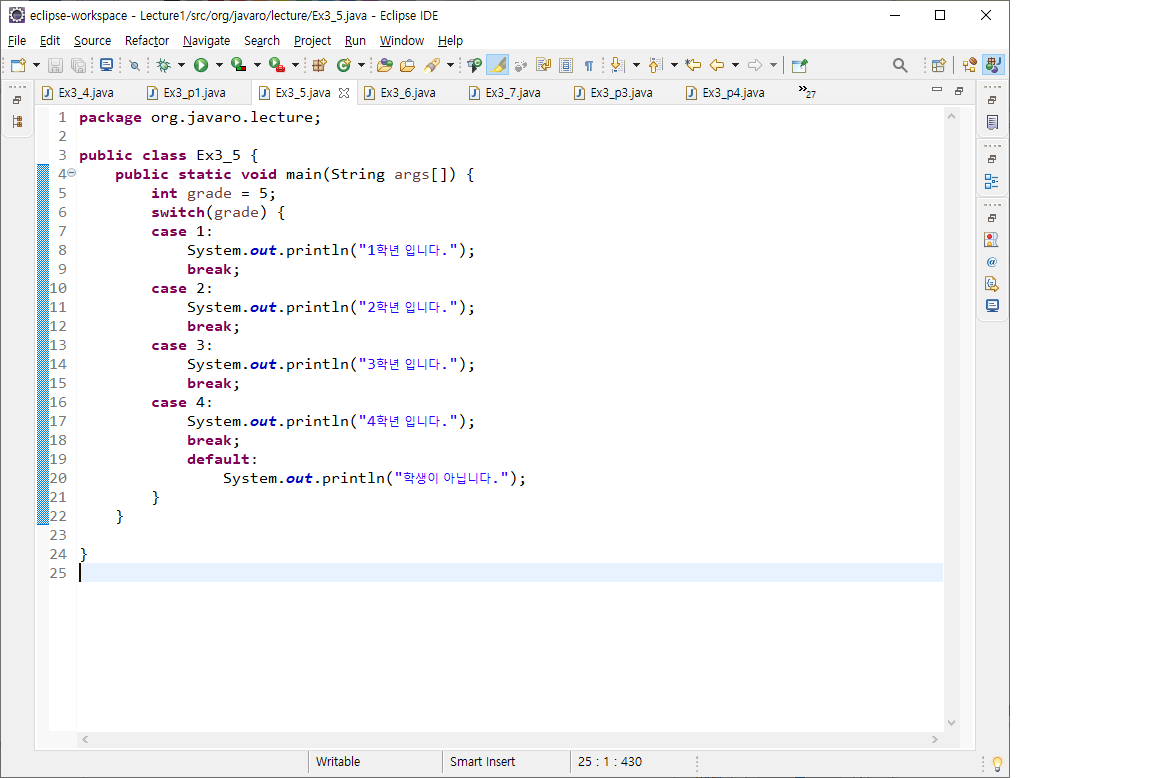 eclipse-workspace - Lecture1/src/org/javaro/lecture/Ex3_5.java - Eclipse IDE
File Edit Source Refactor Navigate Search Project Run Window Help
Ex3_4.java Ex3_p1.java Ex3_5.java Ex3_6.java Ex3_7.java Ex3_p3.java Ex3_p4.java »27
1 package org.javaro.lecture;
2
3 public class Ex3_5 {
4 public static void main(String args[]) {
5 int grade = 5;
6 switch(grade) {
7 case 1:
8 System.out.println("1학년 입니다.");
9 break;
10 case 2:
11 System.out.println("2학년 입니다.");
12 break;
13 case 3:
14 System.out.println("3학년 입니다.");
15 break;
16 case 4:
17 System.out.println("4학년 입니다.");
18 break;
19 default:
20 System.out.println("학생이 아닙니다.");
21 }
22 }
23
24 }
25
Writable Smart Insert 25 : 1 : 430